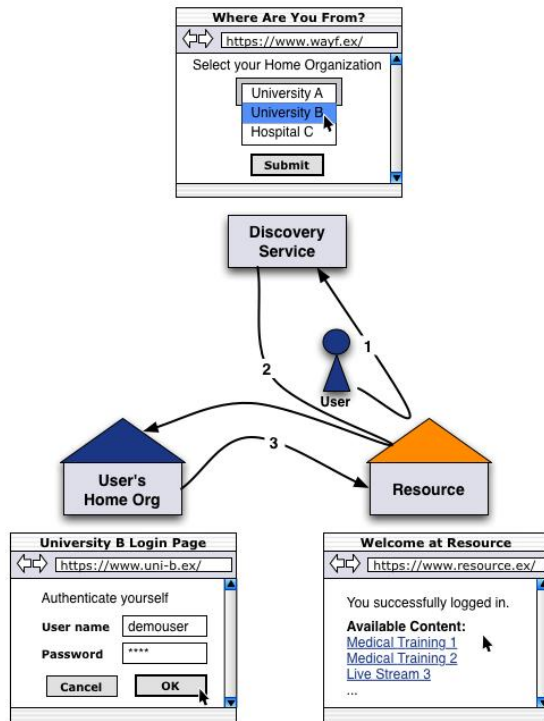 Where Are You From?
https://www.wayf.ex/
Select your Home Organization
University A
University B
Hospital C
Submit
Discovery
Service
1
2
User
3
User's
Home Org
Resource
University B Login Page
https://www.uni-b.ex/
Authenticate yourself
User name demouser
Password ****
Cancel OK
Welcome at Resource
https://www.resource.ex/
You successfully logged in.
Available Content:
Medical Training 1
Medical Training 2
Live Stream 3
...